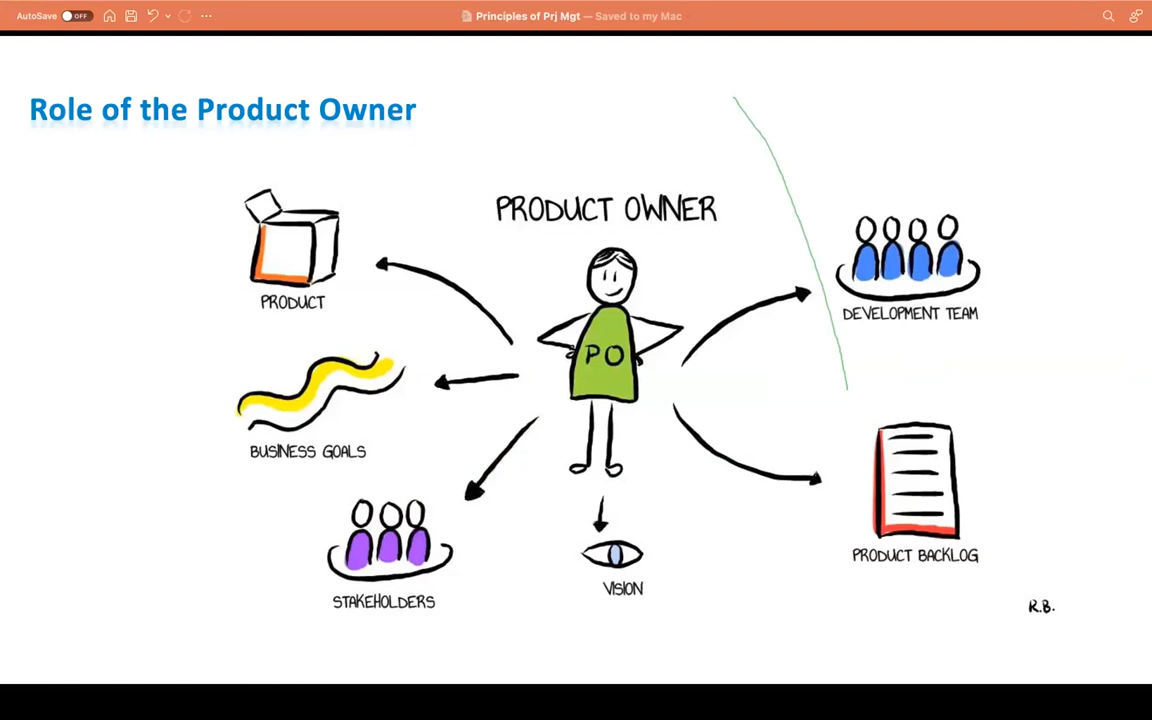 AutoSave OFF
Principles of Prj Mgt — Saved to my Mac
Role of the Product Owner
PRODUCT OWNER
PRODUCT
DEVELOPMENT TEAM
PO
BUSINESS GOALS
PRODUCT BACKLOG
VISION
STAKEHOLDERS
R.B.